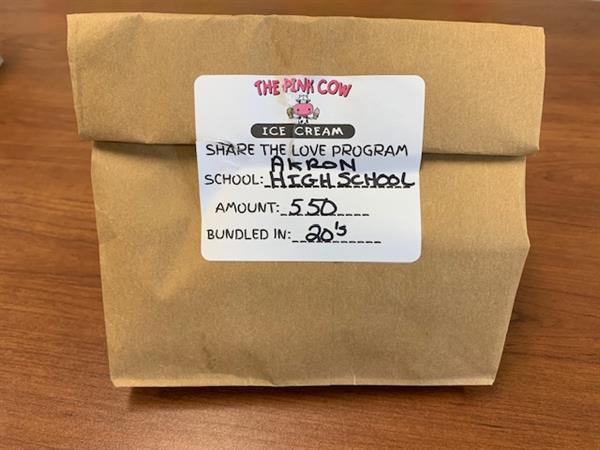 THE PINK COW
ICE CREAM
SHARE THE LOVE PROGRAM
AKRON
SCHOOL: HIGH SCHOOL
AMOUNT: 550
BUNDLED IN: 20's